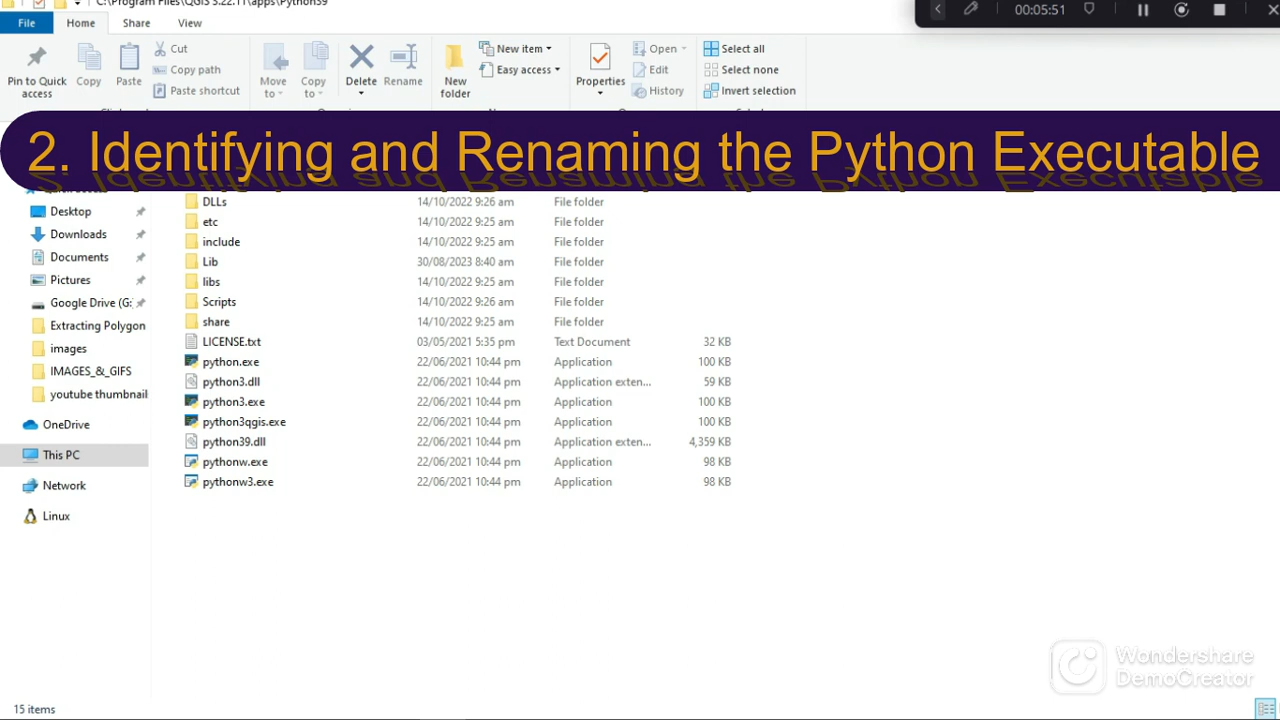 C:\Program Files\QGIS 3.22.11\apps\Python39
00:05:51
File Home Share View
Pin to Quick access
Copy
Paste
Cut
Copy path
Paste shortcut
Move to
Copy to
Delete
Rename
New folder
New item
Easy access
Properties
Open
Edit
History
Select all
Select none
Invert selection
2. Identifying and Renaming the Python Executable
Desktop
Downloads
Documents
Pictures
Google Drive (G:
Extracting Polygon
images
IMAGES_&_GIFS
youtube thumbnail
OneDrive
This PC
Network
Linux
DLLs 14/10/2022 9:26 am File folder
etc 14/10/2022 9:25 am File folder
include 14/10/2022 9:25 am File folder
Lib 30/08/2023 8:40 am File folder
libs 14/10/2022 9:25 am File folder
Scripts 14/10/2022 9:26 am File folder
share 14/10/2022 9:25 am File folder
LICENSE.txt 03/05/2021 5:35 pm Text Document 32 KB
python.exe 22/06/2021 10:44 pm Application 100 KB
python3.dll 22/06/2021 10:44 pm Application exten... 59 KB
python3.exe 22/06/2021 10:44 pm Application 100 KB
python3qgis.exe 22/06/2021 10:44 pm Application 100 KB
python39.dll 22/06/2021 10:44 pm Application exten... 4,359 KB
pythonw.exe 22/06/2021 10:44 pm Application 98 KB
pythonw3.exe 22/06/2021 10:44 pm Application 98 KB
Wondershare
DemoCreator
15 items